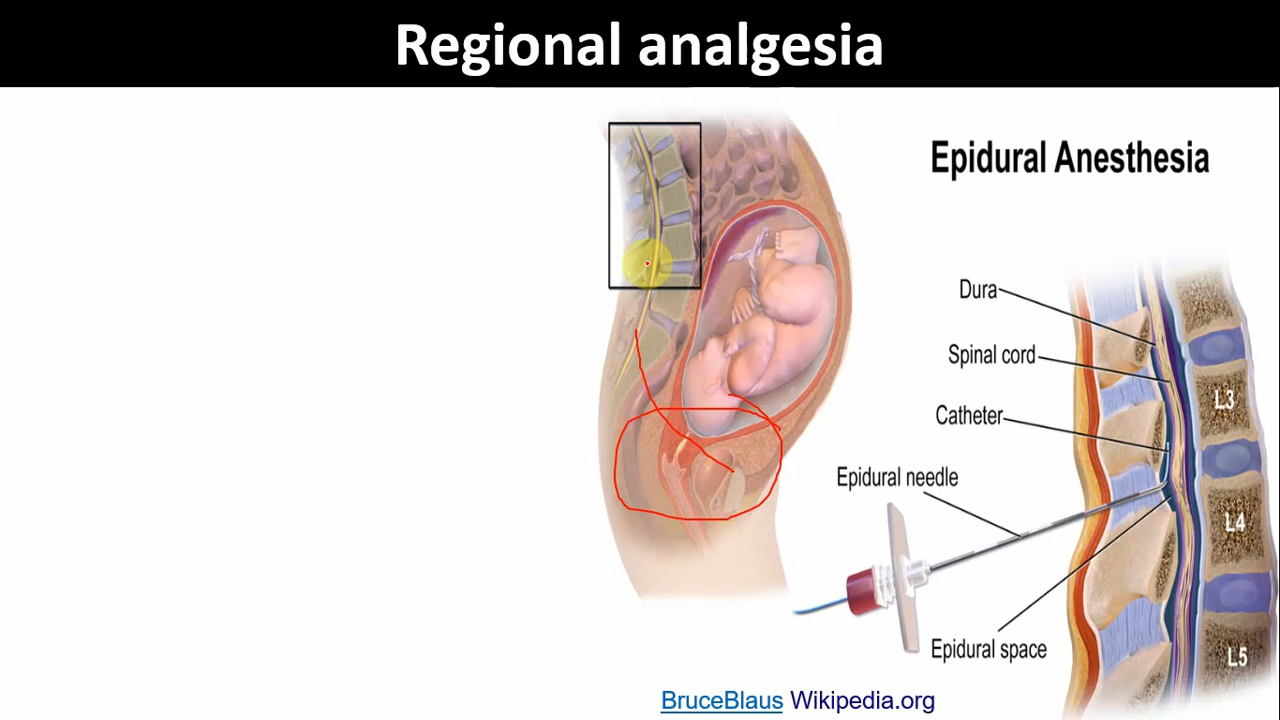 Regional analgesia
Epidural Anesthesia
Dura
Spinal cord
Catheter
Epidural needle
Epidural space
L3
L4
L5
BruceBlaus Wikipedia.org